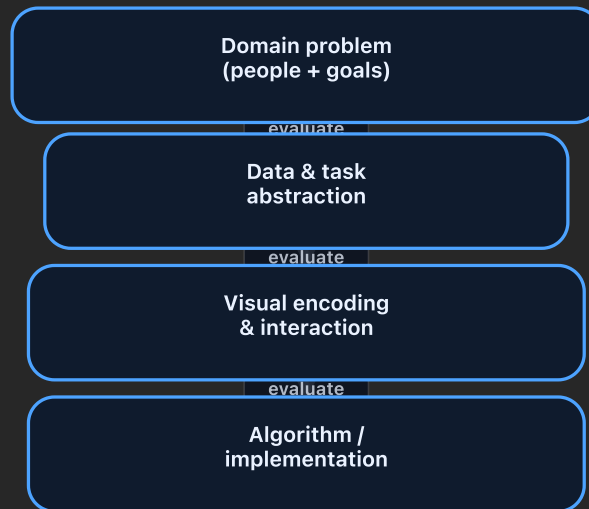 Domain problem
(people + goals)
evaluate
Data & task
abstraction
evaluate
Visual encoding
& interaction
evaluate
Algorithm /
implementation